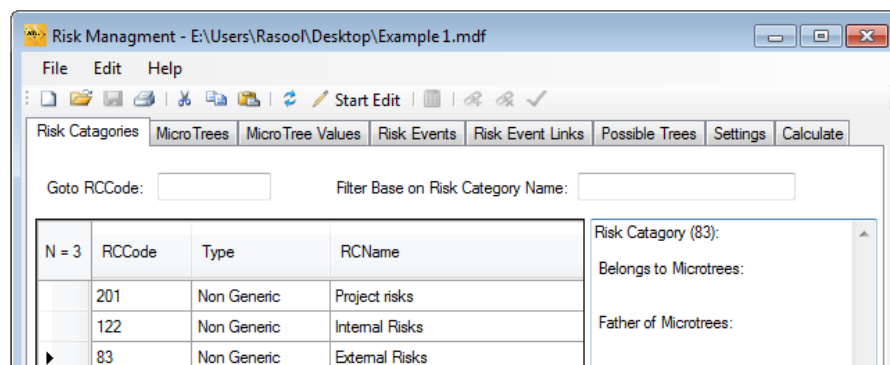 Risk Managment - E:\Users\Rasool\Desktop\Example 1.mdf
File Edit Help
Start Edit
Risk Catagories MicroTrees MicroTree Values Risk Events Risk Event Links Possible Trees Settings Calculate
Goto RCCode: Filter Base on Risk Category Name:
N = 3 RCCode Type RCName
201 Non Generic Project risks
122 Non Generic Internal Risks
83 Non Generic External Risks
Risk Catagory (83):
Belongs to Microtrees:
Father of Microtrees: